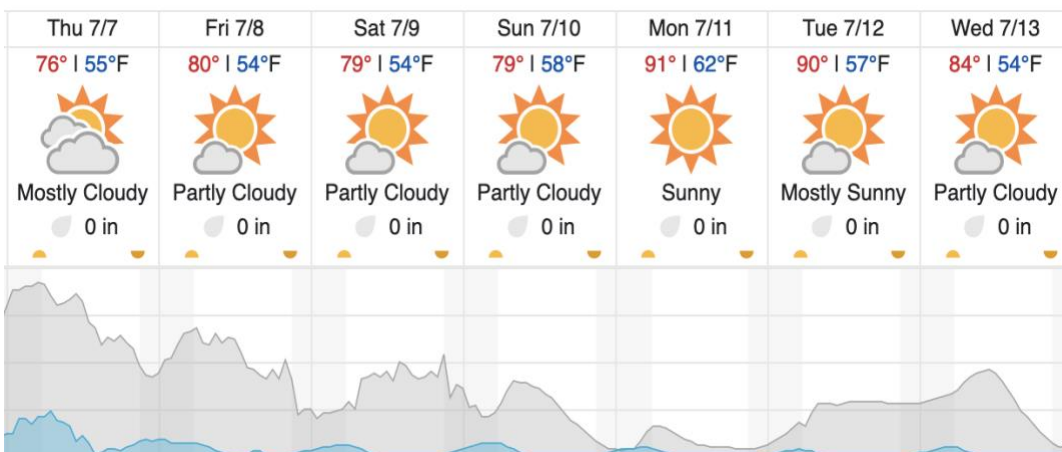 Thu 7/7 Fri 7/8 Sat 7/9 Sun 7/10 Mon 7/11 Tue 7/12 Wed 7/13
76° | 55°F 80° | 54°F 79° | 54°F 79° | 58°F 91° | 62°F 90° | 57°F 84° | 54°F
Mostly Cloudy Partly Cloudy Partly Cloudy Partly Cloudy Sunny Mostly Sunny Partly Cloudy
0 in 0 in 0 in 0 in 0 in 0 in 0 in